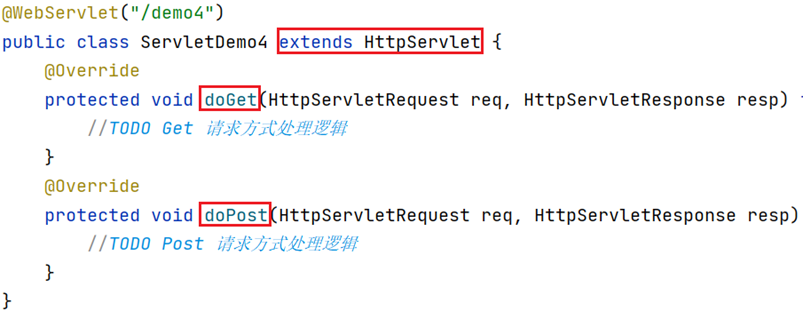 @WebServlet("/demo4")
public class ServletDemo4 extends HttpServlet {
    @Override
    protected void doGet(HttpServletRequest req, HttpServletResponse resp)
        //TODO Get 请求方式处理逻辑
    }
    @Override
    protected void doPost(HttpServletRequest req, HttpServletResponse resp)
        //TODO Post 请求方式处理逻辑
    }
}